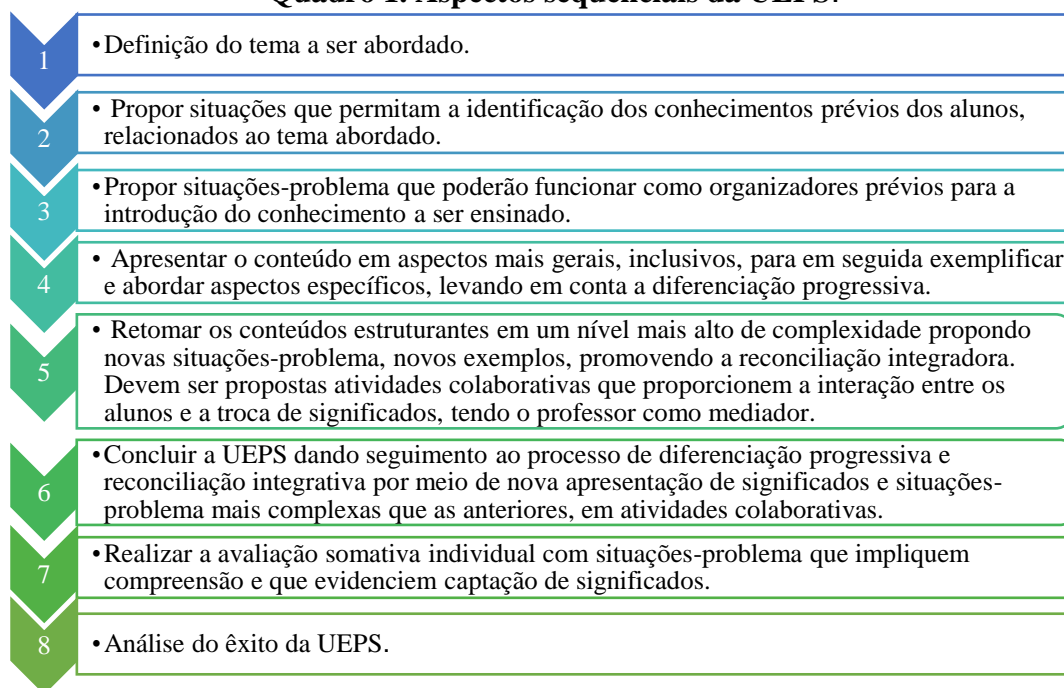 Quadro 1. Aspectos sequenciais da UEPS.
1
•Definição do tema a ser abordado.
2
• Propor situações que permitam a identificação dos conhecimentos prévios dos alunos,
relacionados ao tema abordado.
3
•Propor situações-problema que poderão funcionar como organizadores prévios para a
introdução do conhecimento a ser ensinado.
4
• Apresentar o conteúdo em aspectos mais gerais, inclusivos, para em seguida exemplificar
e abordar aspectos específicos, levando em conta a diferenciação progressiva.
5
• Retomar os conteúdos estruturantes em um nível mais alto de complexidade propondo
novas situações-problema, novos exemplos, promovendo a reconciliação integradora.
Devem ser propostas atividades colaborativas que proporcionem a interação entre os
alunos e a troca de significados, tendo o professor como mediador.
6
•Concluir a UEPS dando seguimento ao processo de diferenciação progressiva e
reconciliação integrativa por meio de nova apresentação de significados e situações-
problema mais complexas que as anteriores, em atividades colaborativas.
7
•Realizar a avaliação somativa individual com situações-problema que impliquem
compreensão e que evidenciem captação de significados.
8
•Análise do êxito da UEPS.